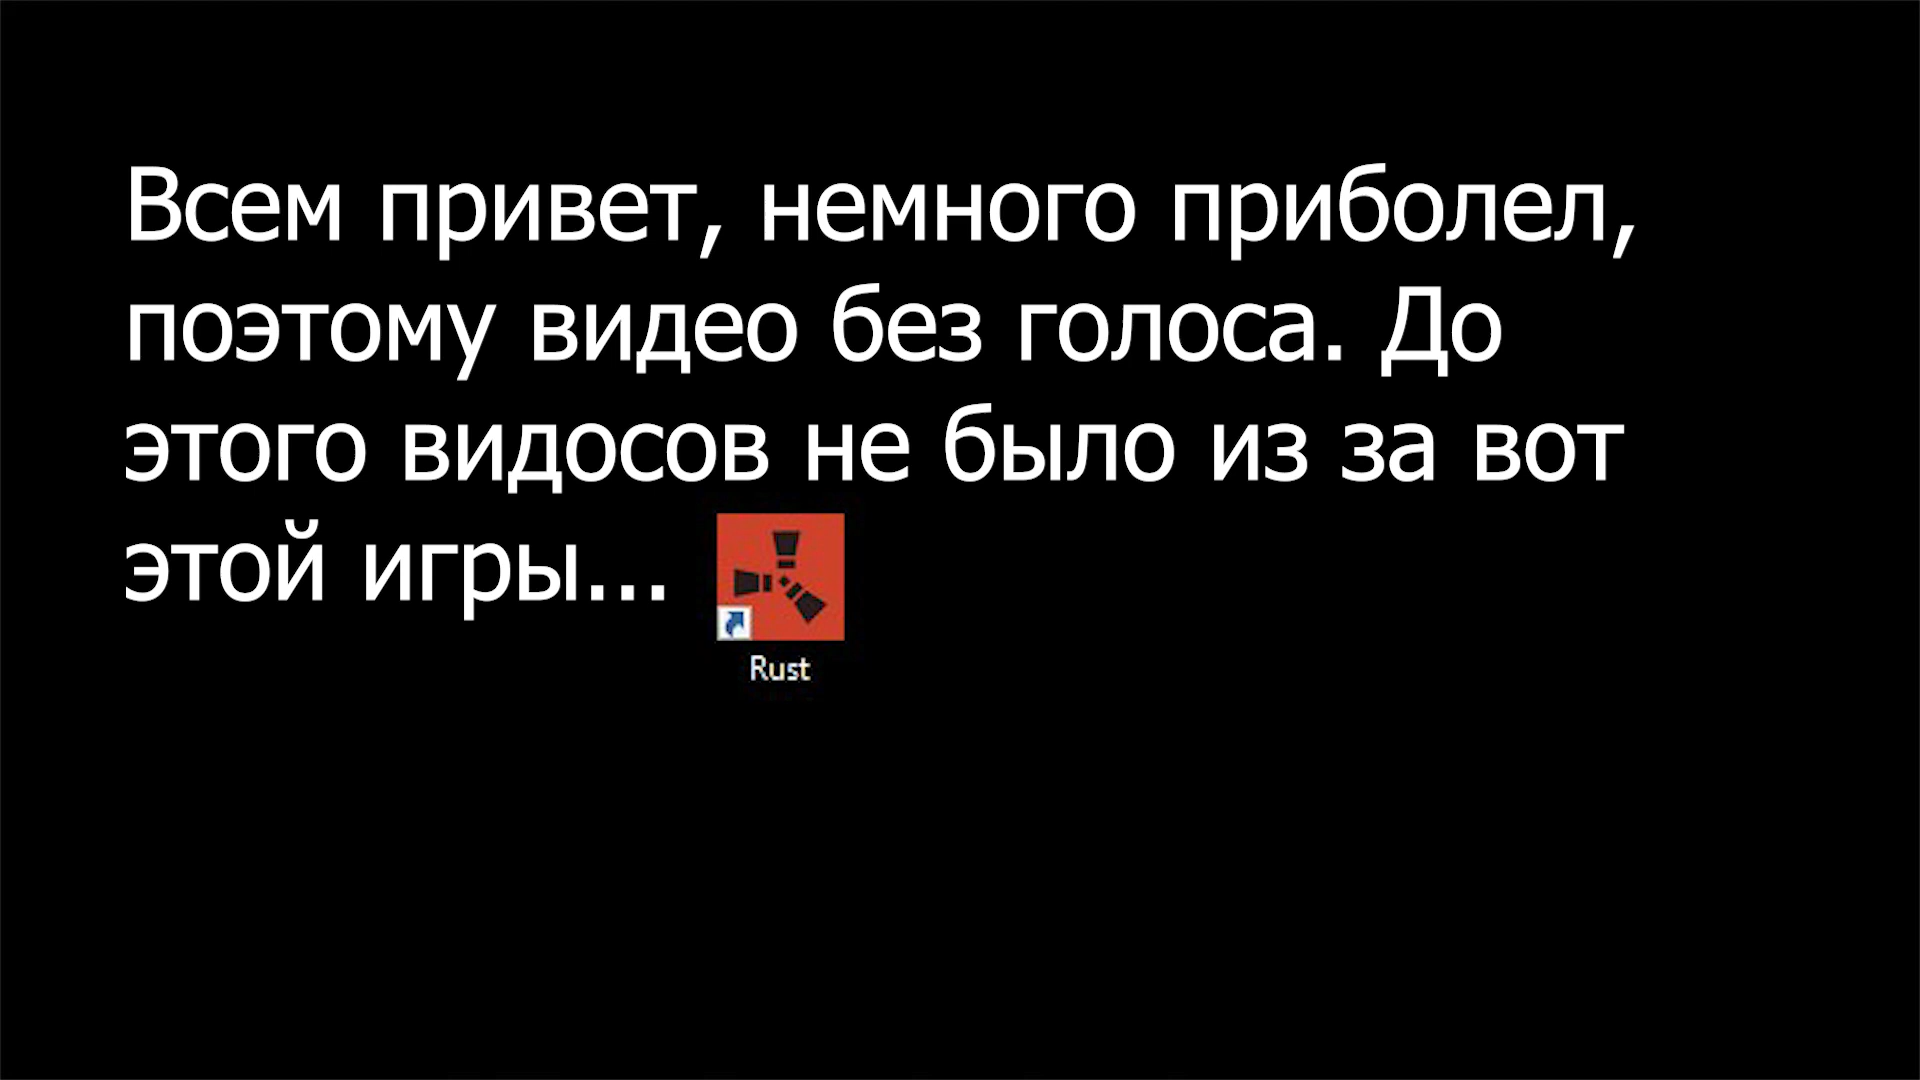 Всем привет, немного приболел,
поэтому видео без голоса. До
этого видосов не было из за вот
этой игры...
Rust